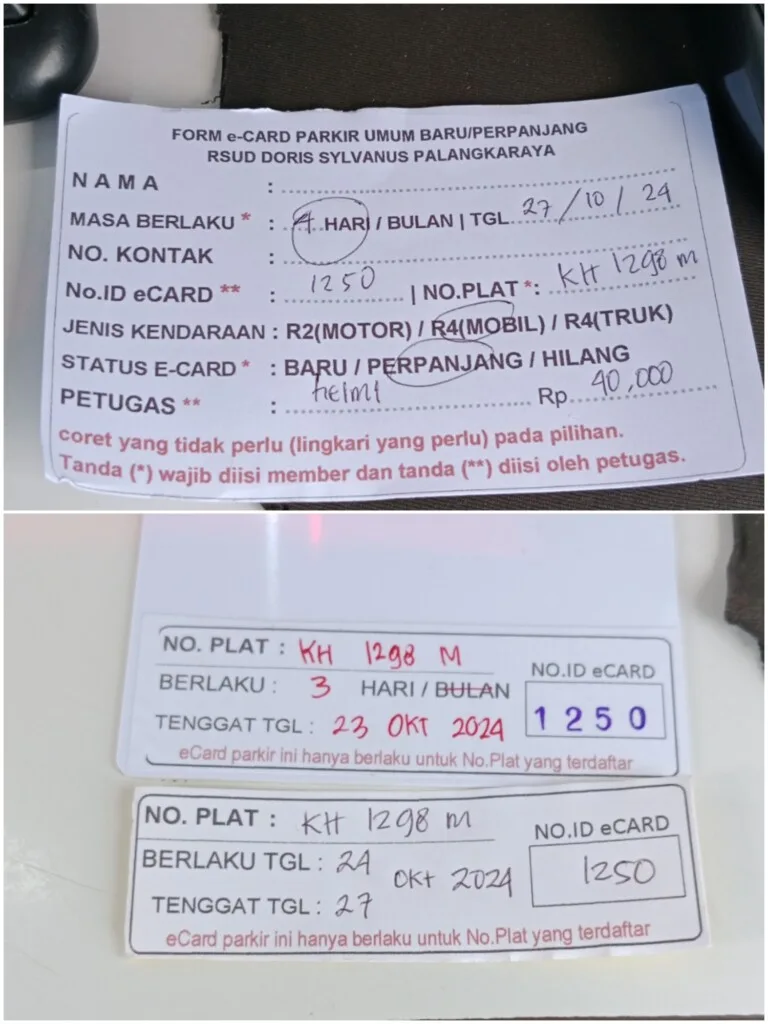 FORM e-CARD PARKIR UMUM BARU/PERPANJANG
RSUD DORIS SYLVANUS PALANGKARAYA
NAMA :
MASA BERLAKU * : 4 HARI / BULAN | TGL 27/10/24
NO. KONTAK :
No.ID eCARD ** : 1250 | NO.PLAT *: KH 1298 M
JENIS KENDARAAN : R2(MOTOR) / R4(MOBIL) / R4(TRUK)
STATUS E-CARD * : BARU / PERPANJANG / HILANG
PETUGAS ** : helmi Rp. 40,000
coret yang tidak perlu (lingkari yang perlu) pada pilihan.
Tanda (*) wajib diisi member dan tanda (**) diisi oleh petugas.
NO. PLAT : KH 1298 M
BERLAKU : 3 HARI / BULAN
TENGGAT TGL : 23 OKT 2024
NO.ID eCARD
1250
eCard parkir ini hanya berlaku untuk No.Plat yang terdaftar
NO. PLAT : KH 1298 M
BERLAKU TGL : 24 OKT 2024
TENGGAT TGL : 27
NO.ID eCARD
1250
eCard parkir ini hanya berlaku untuk No.Plat yang terdaftar